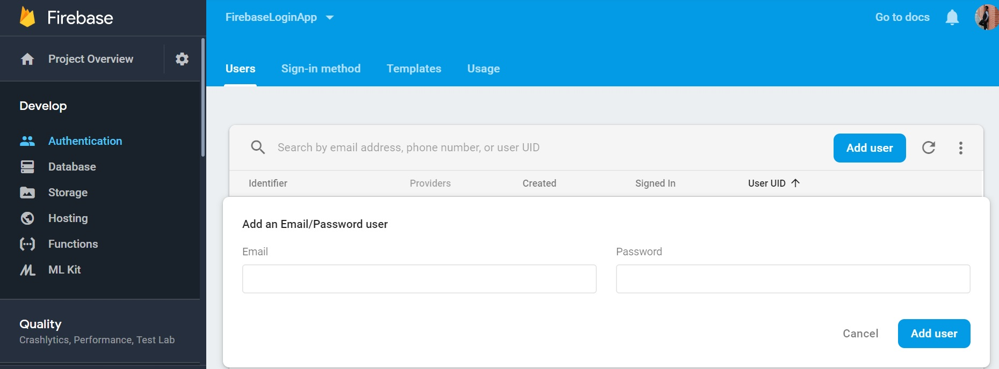 Firebase
Project Overview
Develop
Authentication
Database
Storage
Hosting
Functions
ML Kit
Quality
Crashlytics, Performance, Test Lab
FirebaseLoginApp
Go to docs
Users Sign-in method Templates Usage
Search by email address, phone number, or user UID
Add user
Identifier Providers Created Signed In User UID
Add an Email/Password user
Email Password
Cancel Add user